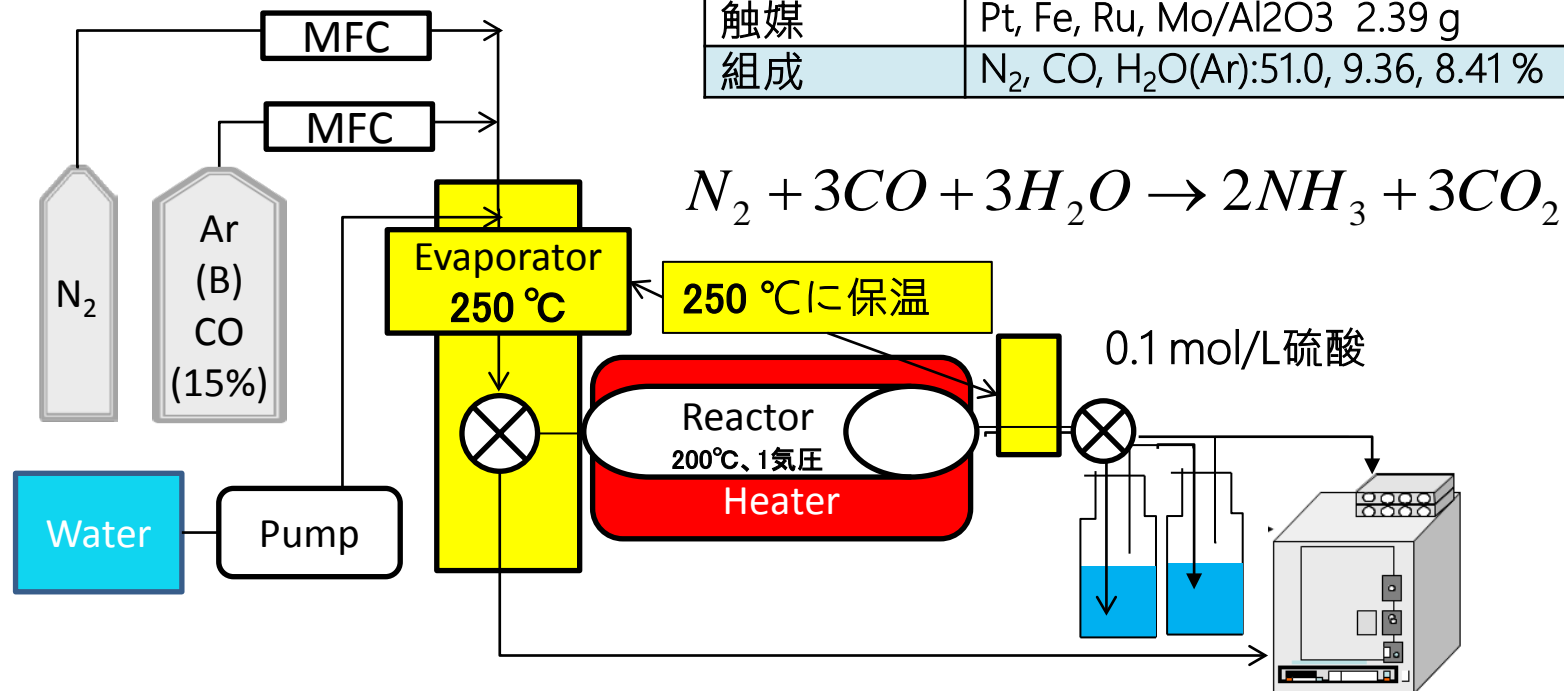 MFC
MFC
触媒 Pt, Fe, Ru, Mo/Al2O3 2.39 g
組成 N₂, CO, H₂O(Ar):51.0, 9.36, 8.41 %
N₂ + 3CO + 3H₂O → 2NH₃ + 3CO₂
N₂
Ar
(B)
CO
(15%)
Evaporator
250 ℃
250 ℃に保温
0.1 mol/L硫酸
Reactor
200℃、1気圧
Heater
Water
Pump